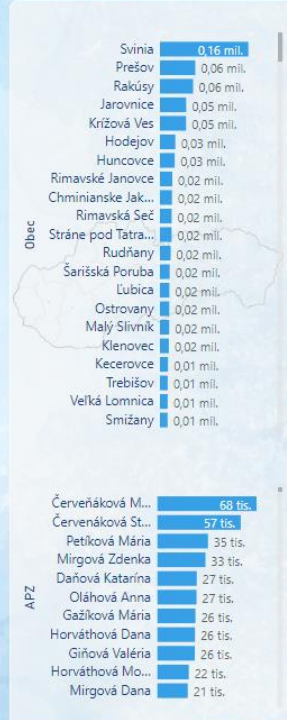 Svinia 0,16 mil.
Prešov 0,06 mil.
Rakúsy 0,06 mil.
Jarovnice 0,05 mil.
Krížová Ves 0,05 mil.
Hodejov 0,03 mil.
Huncovce 0,03 mil.
Rimavské Janovce 0,02 mil.
Chminianske Jak... 0,02 mil.
Rimavská Seč 0,02 mil.
Stráne pod Tatra... 0,02 mil.
Rudňany 0,02 mil.
Šarišská Poruba 0,02 mil.
Ľubica 0,02 mil.
Ostrovany 0,02 mil.
Malý Slivník 0,02 mil.
Klenovec 0,02 mil.
Kecerovce 0,01 mil.
Trebišov 0,01 mil.
Veľká Lomnica 0,01 mil.
Smižany 0,01 mil.
Obec
Červeňáková M... 68 tis.
Červenáková St... 57 tis.
Petíková Mária 35 tis.
Mirgová Zdenka 33 tis.
Daňová Katarína 27 tis.
Oláhová Anna 27 tis.
Gažíková Mária 26 tis.
Horváthová Dana 26 tis.
Giňová Valéria 26 tis.
Horváthová Mo... 22 tis.
Mirgová Dana 21 tis.
APZ